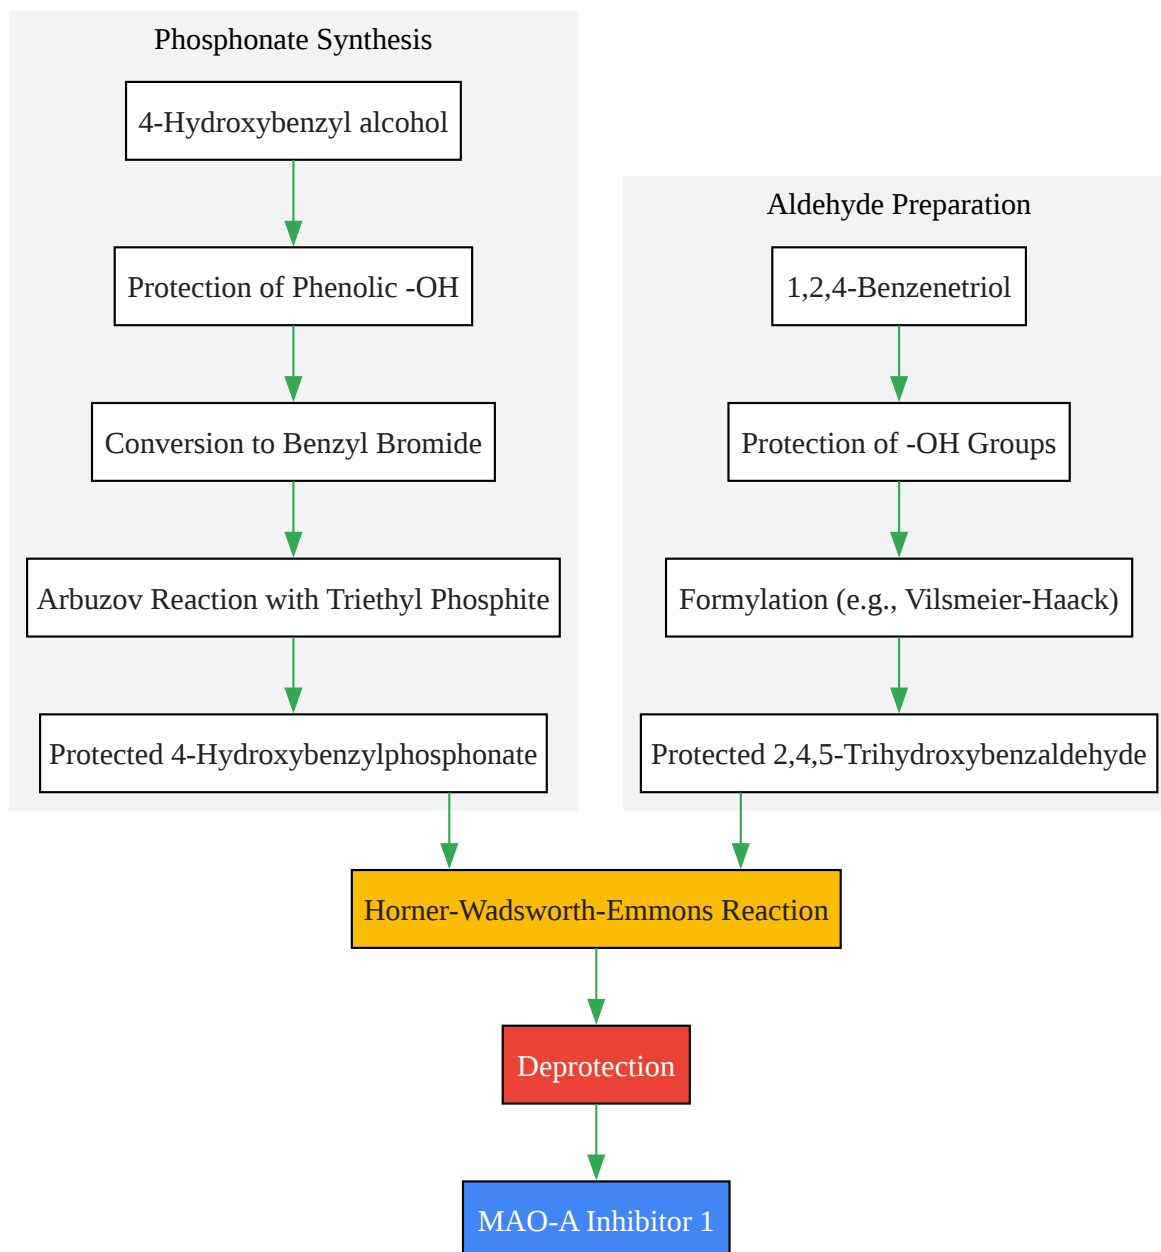 Phosphonate Synthesis
4-Hydroxybenzyl alcohol
Protection of Phenolic -OH
Conversion to Benzyl Bromide
Arbuzov Reaction with Triethyl Phosphite
Protected 4-Hydroxybenzylphosphonate
Aldehyde Preparation
1,2,4-Benzenetriol
Protection of -OH Groups
Formylation (e.g., Vilsmeier-Haack)
Protected 2,4,5-Trihydroxybenzaldehyde
Horner-Wadsworth-Emmons Reaction
Deprotection
MAO-A Inhibitor 1